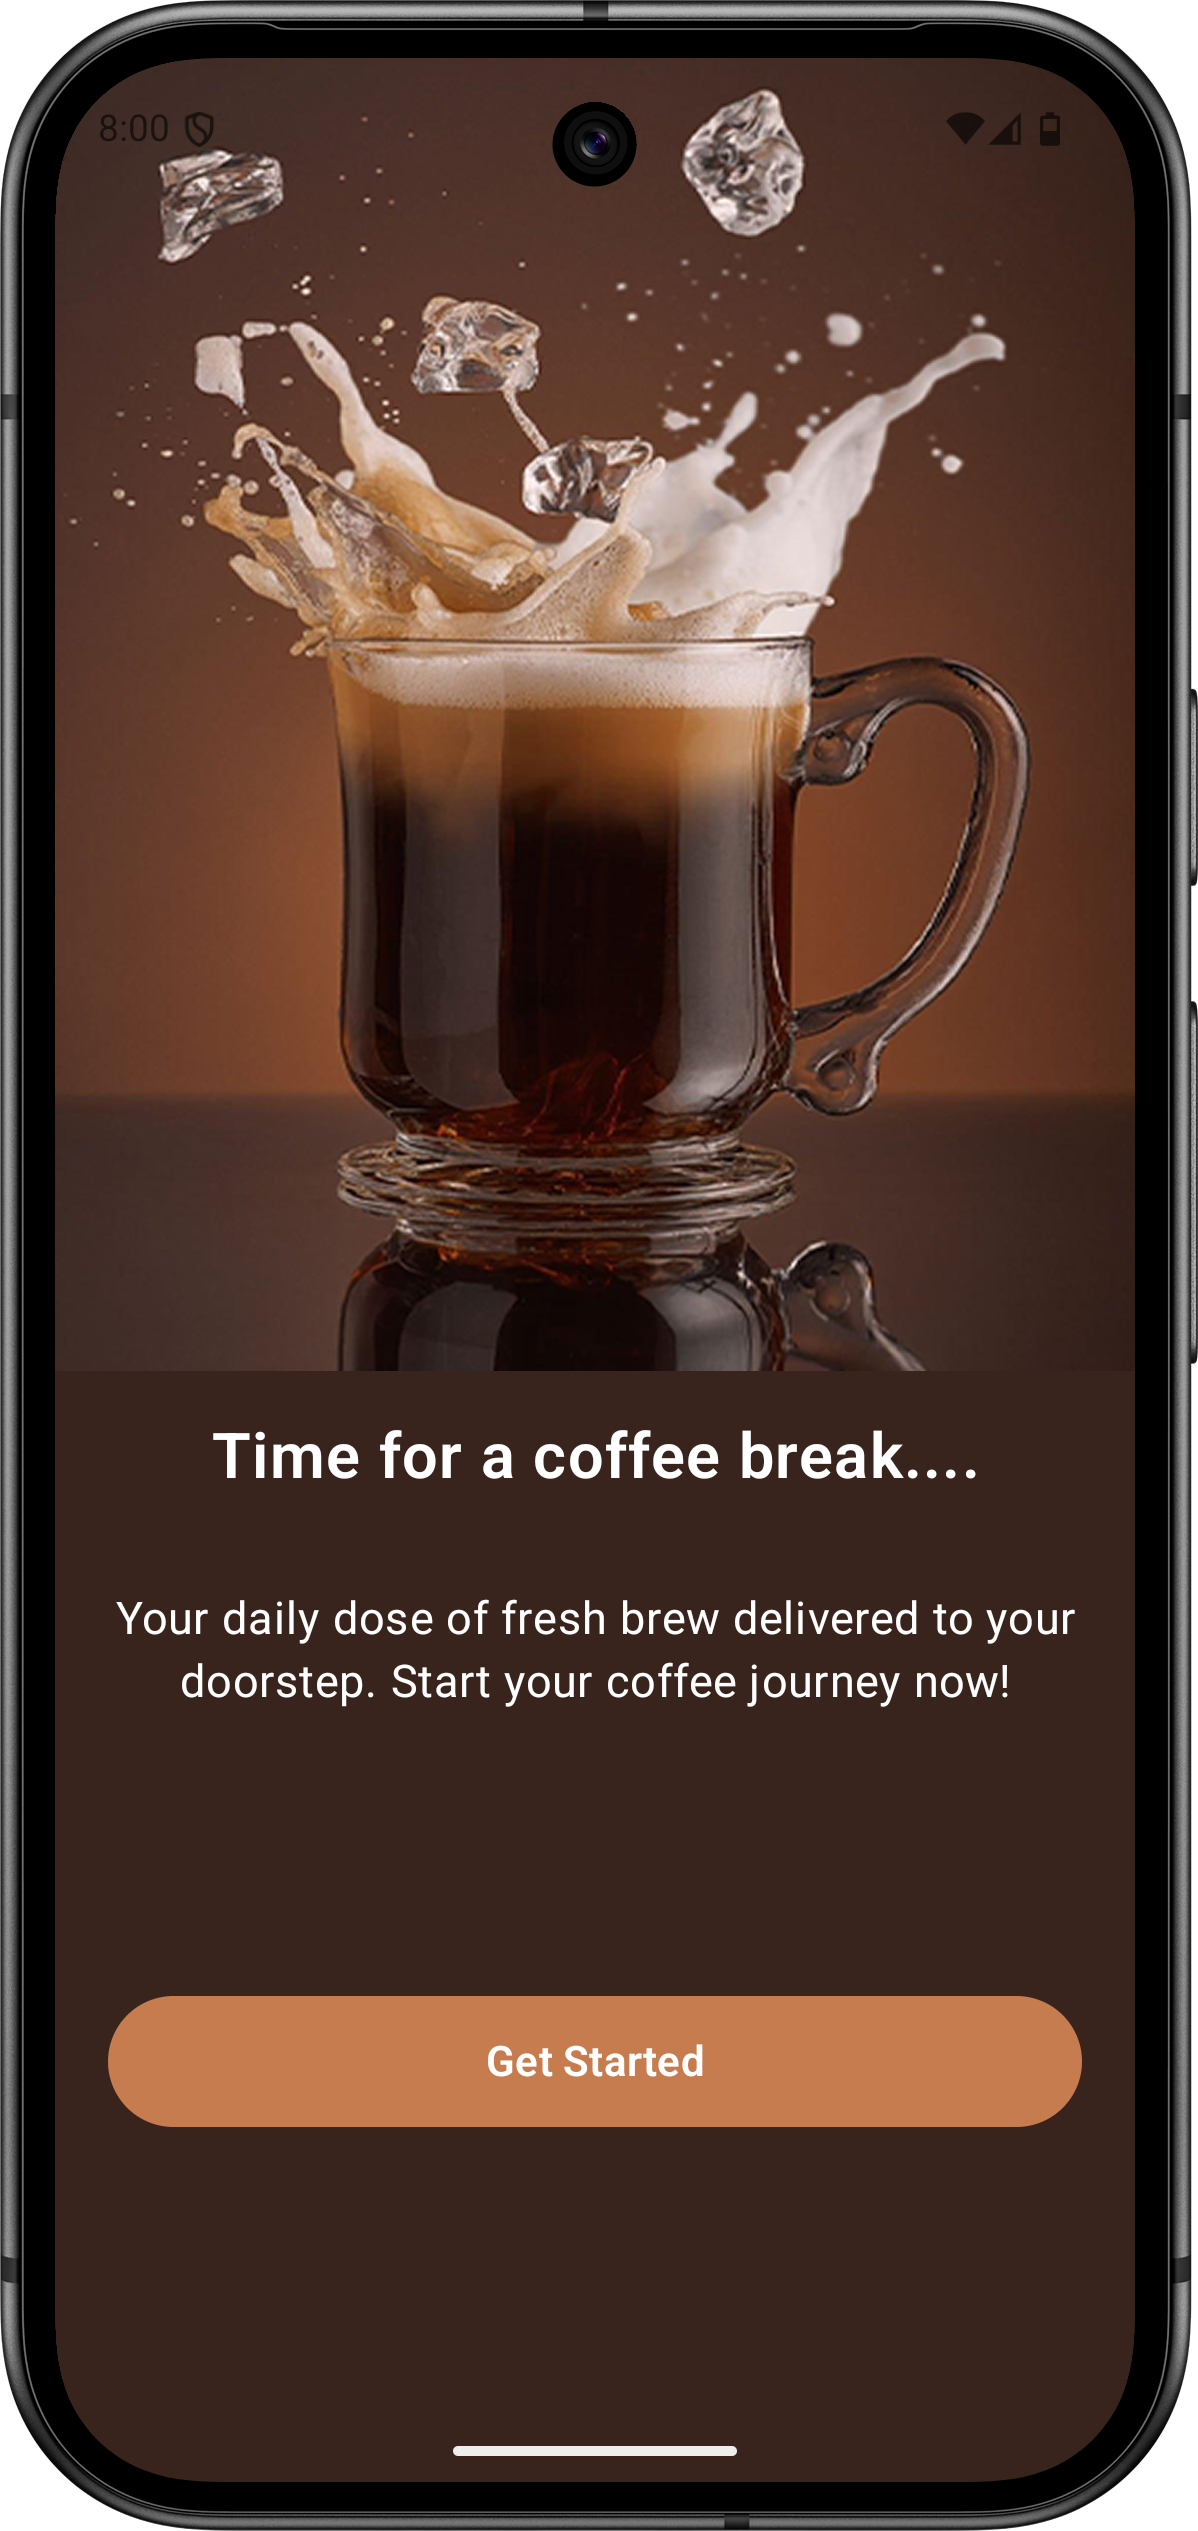 8:00
Time for a coffee break....
Your daily dose of fresh brew delivered to your
doorstep. Start your coffee journey now!
Get Started